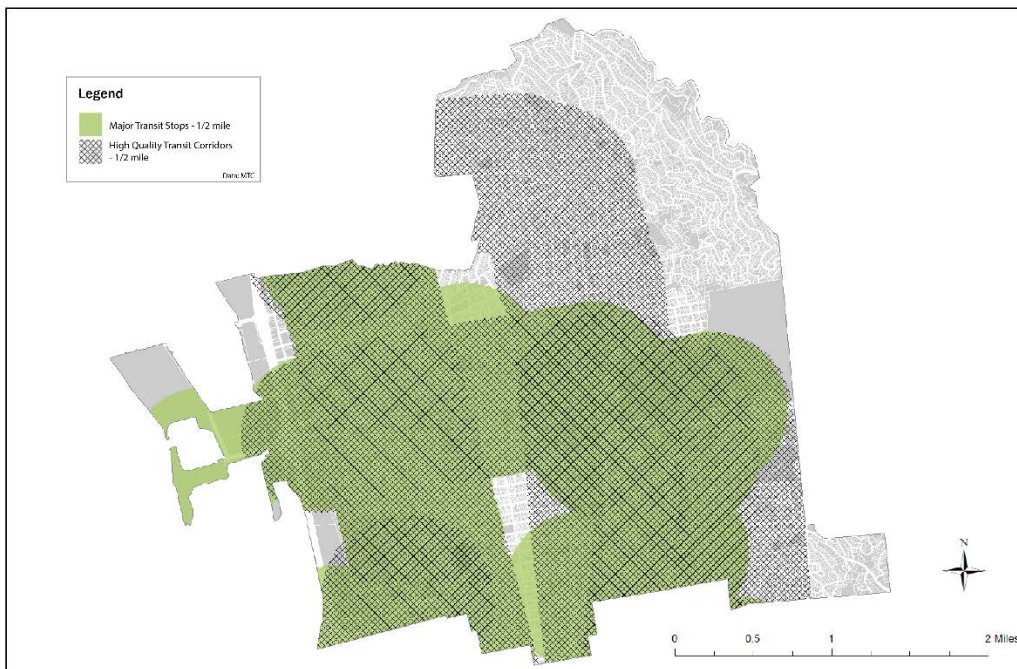 Legend
Major Transit Stops - 1/2 mile
High Quality Transit Corridors
- 1/2 mile
Data: MTC
N
0 0.5 1 2 Miles